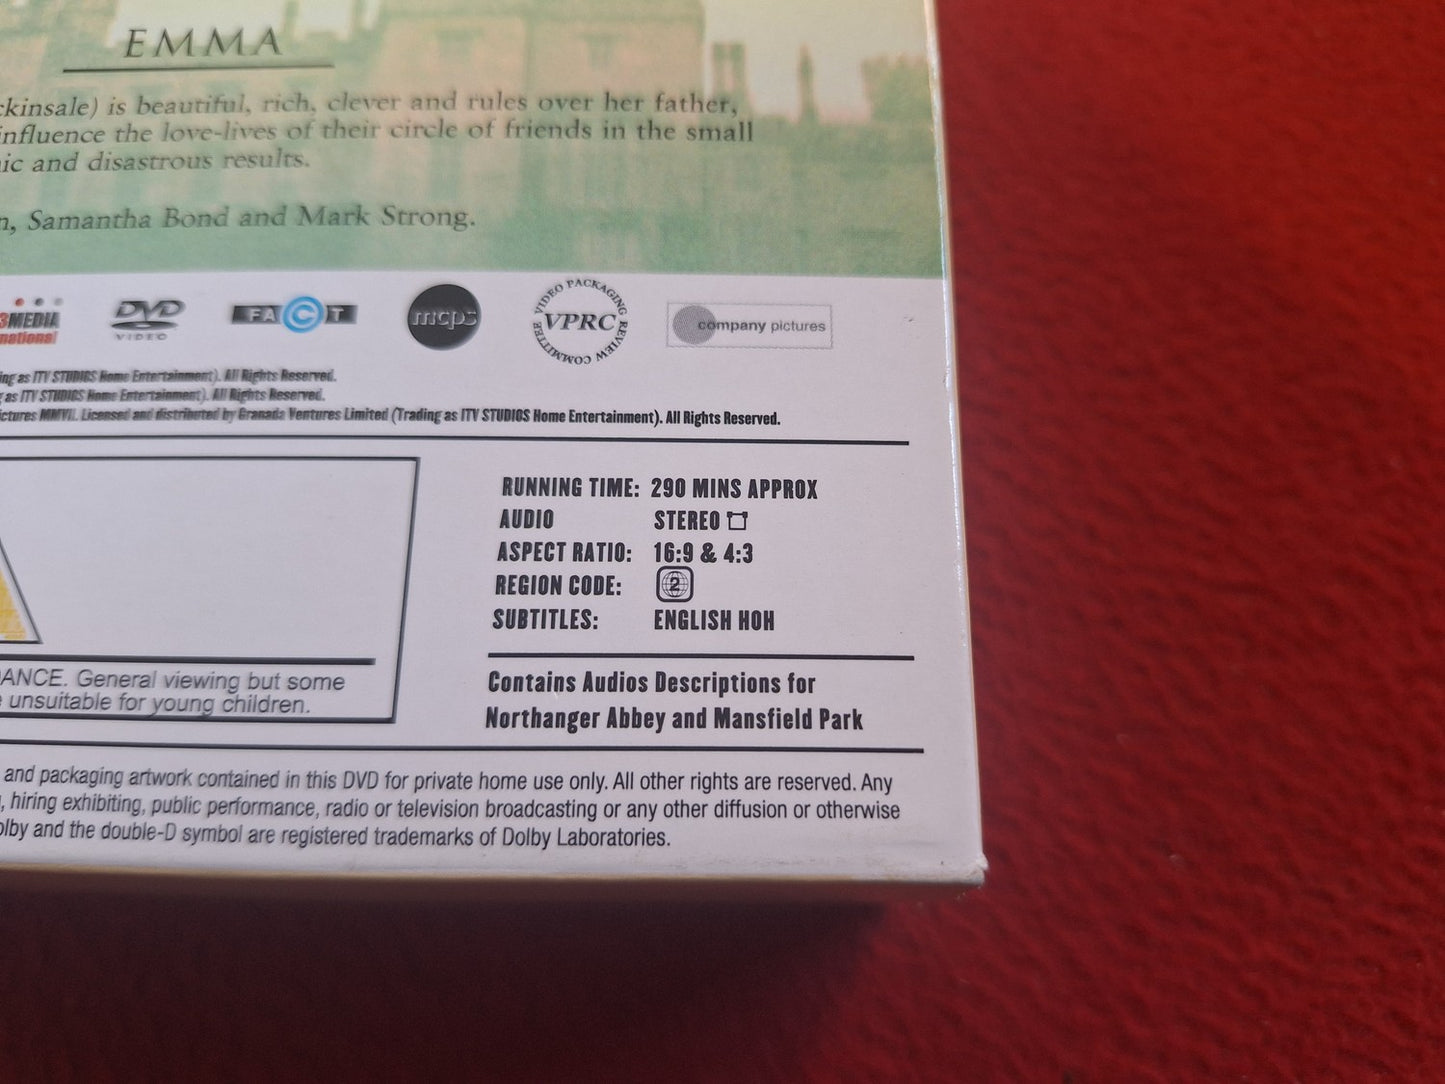 EMMA
ckinsale) is beautiful, rich, clever and rules over her father,
influence the love-lives of their circle of friends in the small
ic and disastrous results.
n, Samantha Bond and Mark Strong.
3MEDIA
national
DVD
VIDEO
FACT
mcps
VIDEO PACKAGING REVIEW COMMITTEE
VPRC
company pictures
ing as ITV STUDIOS Home Entertainment). All Rights Reserved.
g as ITV STUDIOS Home Entertainment). All Rights Reserved.
ctures MMVII. Licensed and distributed by Granada Ventures Limited (Trading as ITV STUDIOS Home Entertainment). All Rights Reserved.
RUNNING TIME: 290 MINS APPROX
AUDIO STEREO
ASPECT RATIO: 16:9 & 4:3
REGION CODE: 2
SUBTITLES: ENGLISH HOH
ANCE. General viewing but some
e unsuitable for young children.
Contains Audios Descriptions for
Northanger Abbey and Mansfield Park
and packaging artwork contained in this DVD for private home use only. All other rights are reserved. Any
, hiring exhibiting, public performance, radio or television broadcasting or any other diffusion or otherwise
olby and the double-D symbol are registered trademarks of Dolby Laboratories.